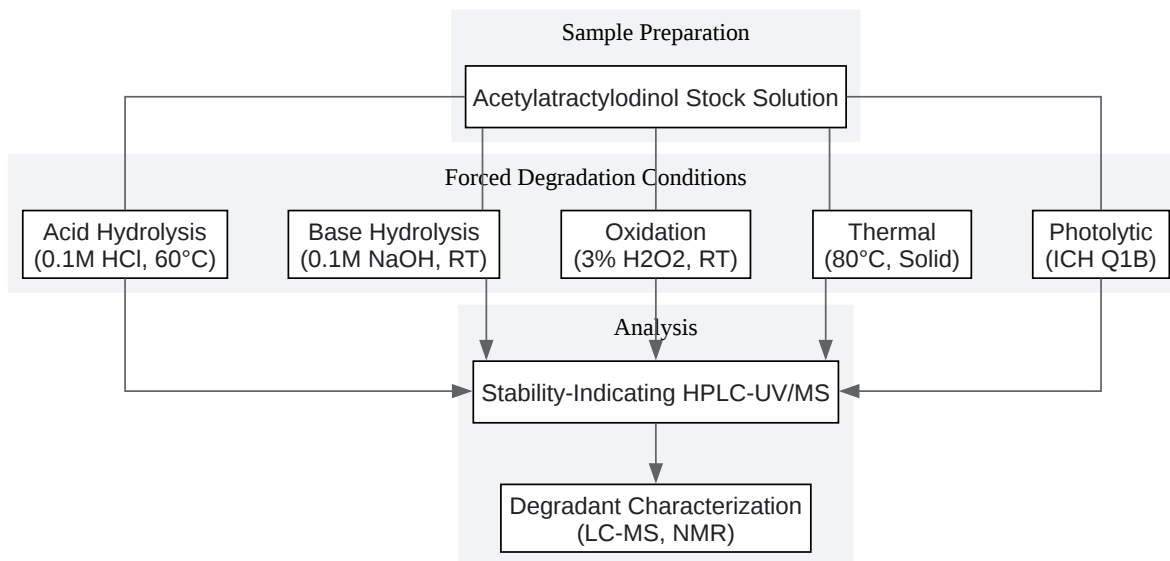 Sample Preparation
Acetylatractylodinol Stock Solution
Forced Degradation Conditions
Acid Hydrolysis
(0.1M HCl, 60°C)
Base Hydrolysis
(0.1M NaOH, RT)
Oxidation
(3% H2O2, RT)
Thermal
(80°C, Solid)
Photolytic
(ICH Q1B)
Analysis
Stability-Indicating HPLC-UV/MS
Degradant Characterization
(LC-MS, NMR)